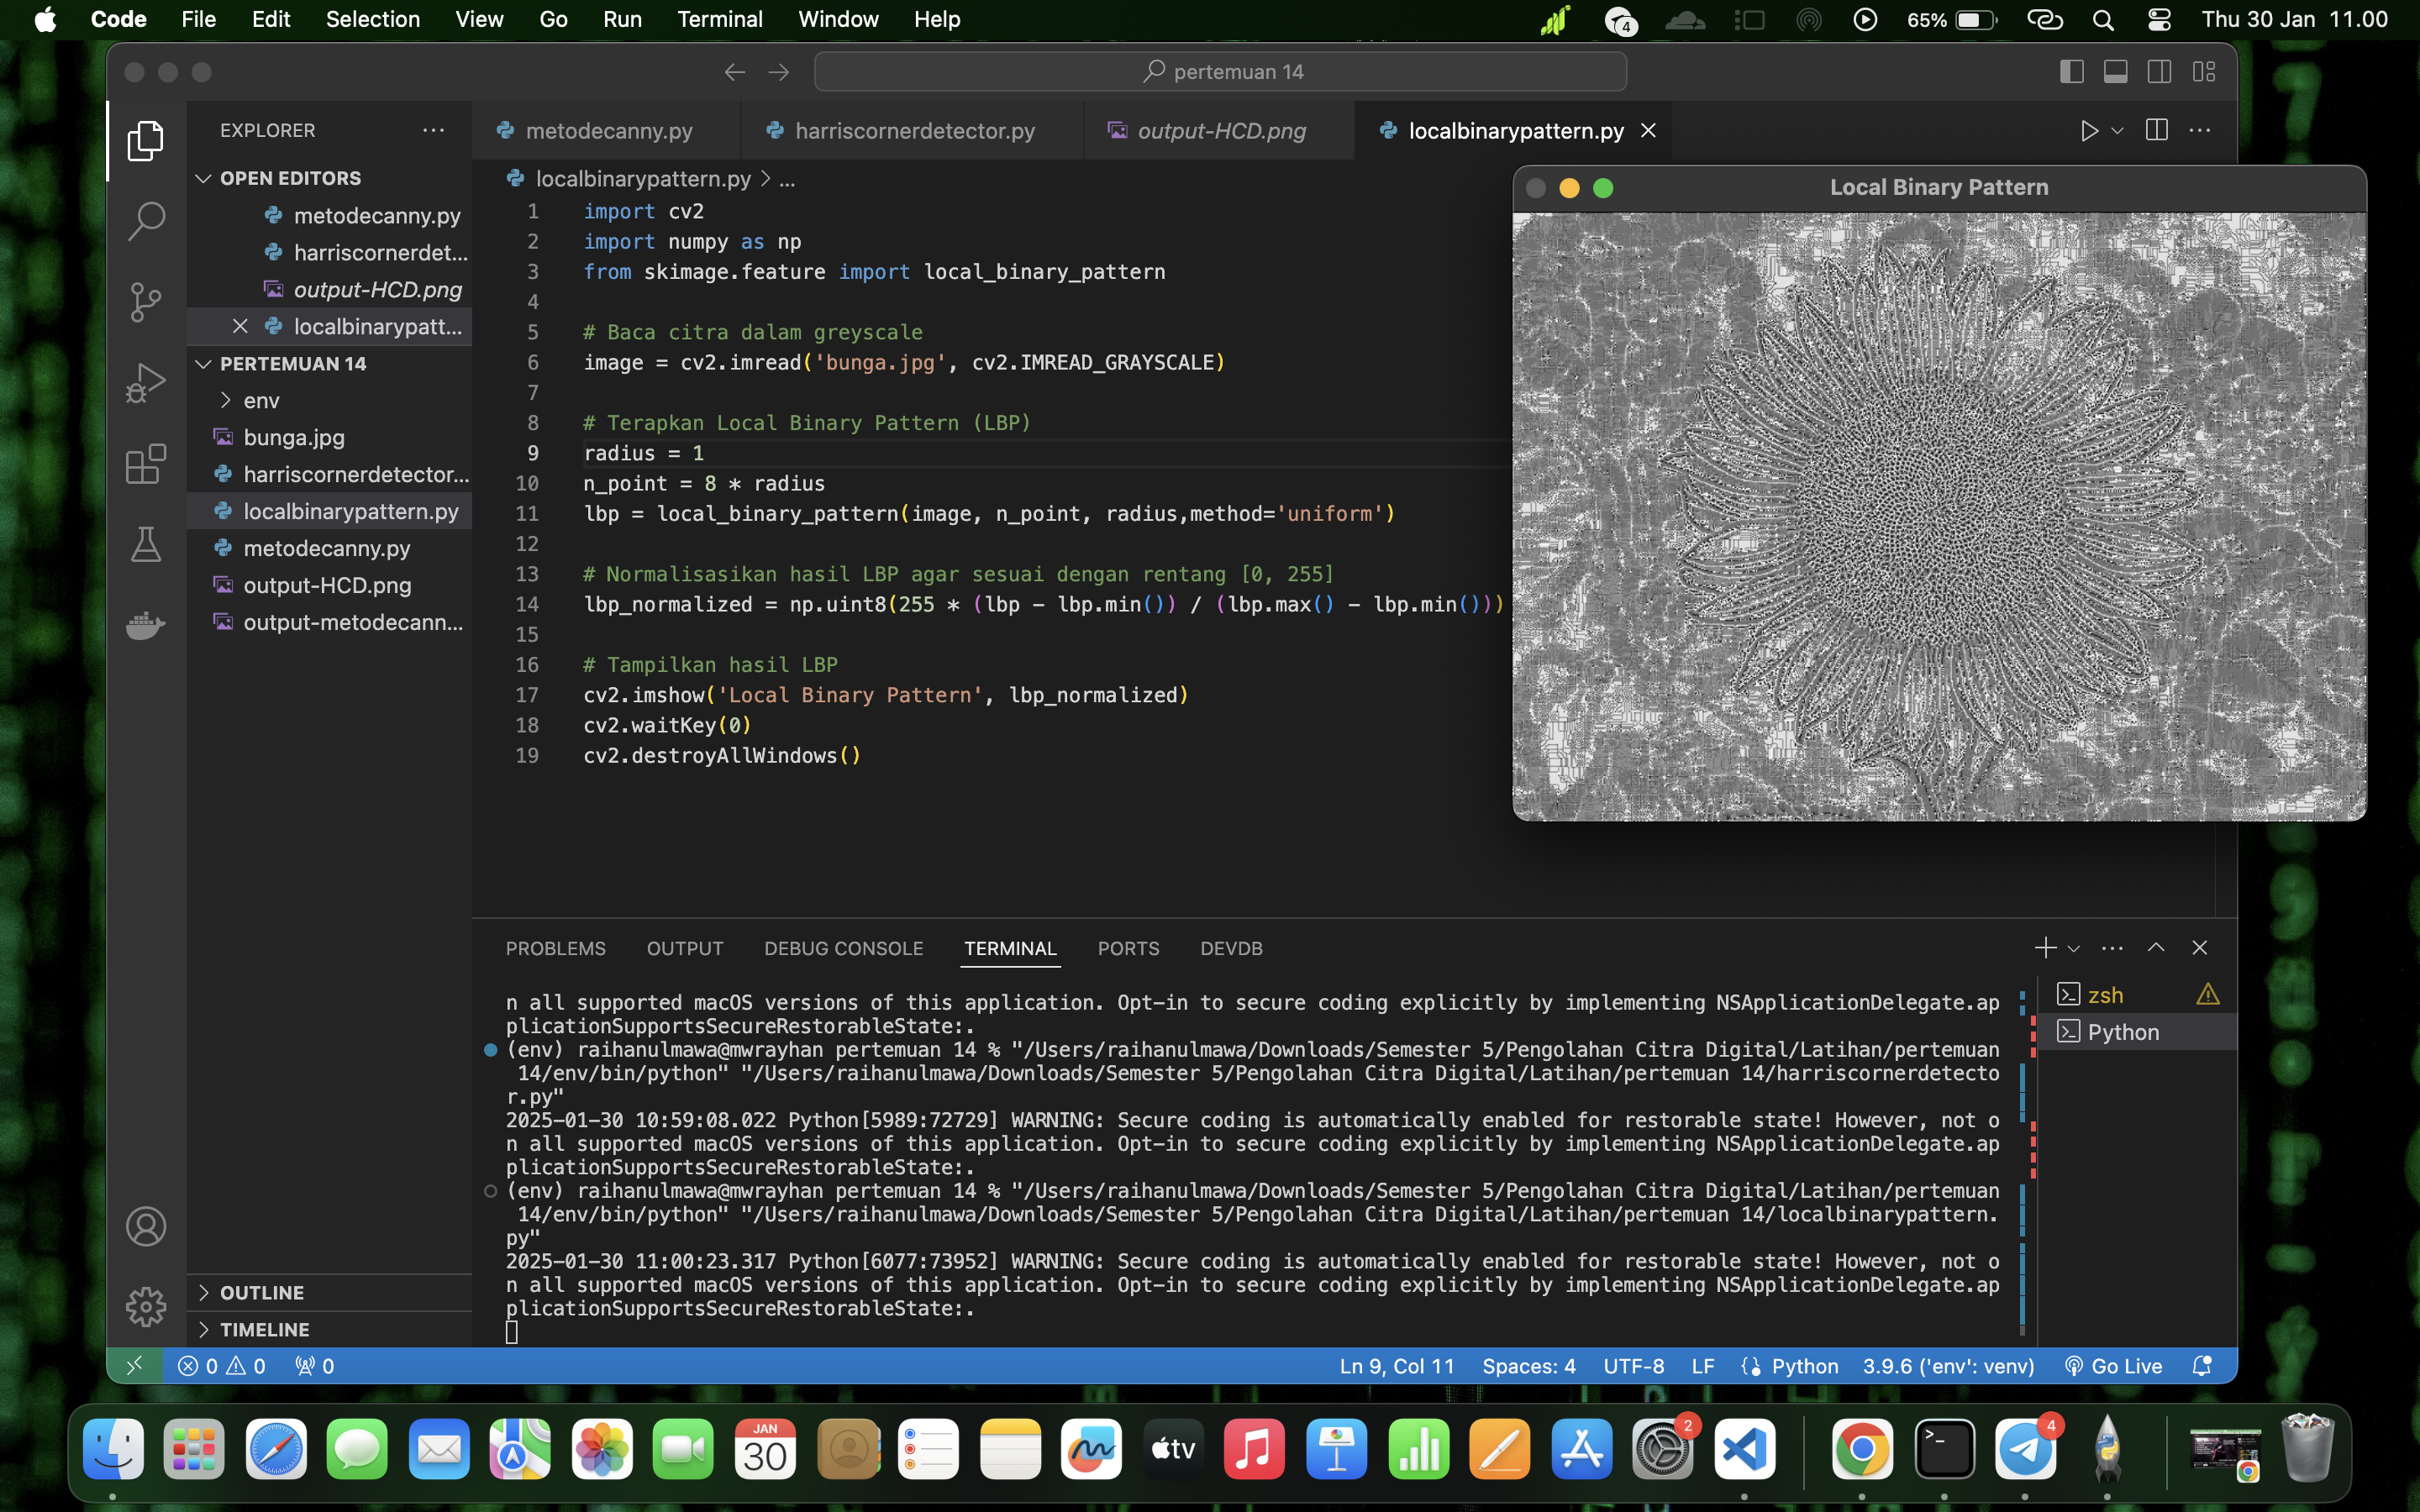 Code File Edit Selection View Go Run Terminal Window Help 4 65% Thu 30 Jan 11.00
pertemuan 14
EXPLORER
OPEN EDITORS
metodecanny.py
harriscornerdet...
output-HCD.png
localbinarypatt...
PERTEMUAN 14
env
bunga.jpg
harriscornerdetector...
localbinarypattern.py
metodecanny.py
output-HCD.png
output-metodecann...
OUTLINE
TIMELINE
metodecanny.py harriscornerdetector.py output-HCD.png localbinarypattern.py
localbinarypattern.py > ...
1 import cv2
2 import numpy as np
3 from skimage.feature import local_binary_pattern
4
5 # Baca citra dalam greyscale
6 image = cv2.imread('bunga.jpg', cv2.IMREAD_GRAYSCALE)
7
8 # Terapkan Local Binary Pattern (LBP)
9 radius = 1
10 n_point = 8 * radius
11 lbp = local_binary_pattern(image, n_point, radius,method='uniform')
12
13 # Normalisasikan hasil LBP agar sesuai dengan rentang [0, 255]
14 lbp_normalized = np.uint8(255 * (lbp - lbp.min()) / (lbp.max() - lbp.min()))
15
16 # Tampilkan hasil LBP
17 cv2.imshow('Local Binary Pattern', lbp_normalized)
18 cv2.waitKey(0)
19 cv2.destroyAllWindows()
Local Binary Pattern
PROBLEMS OUTPUT DEBUG CONSOLE TERMINAL PORTS DEVDB
n all supported macOS versions of this application. Opt-in to secure coding explicitly by implementing NSApplicationDelegate.ap
plicationSupportsSecureRestorableState:.
(env) raihanulmawa@mwrayhan pertemuan 14 % "/Users/raihanulmawa/Downloads/Semester 5/Pengolahan Citra Digital/Latihan/pertemuan
14/env/bin/python" "/Users/raihanulmawa/Downloads/Semester 5/Pengolahan Citra Digital/Latihan/pertemuan 14/harriscornerdetecto
r.py"
2025-01-30 10:59:08.022 Python[5989:72729] WARNING: Secure coding is automatically enabled for restorable state! However, not o
n all supported macOS versions of this application. Opt-in to secure coding explicitly by implementing NSApplicationDelegate.ap
plicationSupportsSecureRestorableState:.
(env) raihanulmawa@mwrayhan pertemuan 14 % "/Users/raihanulmawa/Downloads/Semester 5/Pengolahan Citra Digital/Latihan/pertemuan
14/env/bin/python" "/Users/raihanulmawa/Downloads/Semester 5/Pengolahan Citra Digital/Latihan/pertemuan 14/localbinarypattern.
py"
2025-01-30 11:00:23.317 Python[6077:73952] WARNING: Secure coding is automatically enabled for restorable state! However, not o
n all supported macOS versions of this application. Opt-in to secure coding explicitly by implementing NSApplicationDelegate.ap
plicationSupportsSecureRestorableState:.
zsh
Python
0 0 0 Ln 9, Col 11 Spaces: 4 UTF-8 LF Python 3.9.6 ('env': venv) Go Live
JAN
30
tv
2
4